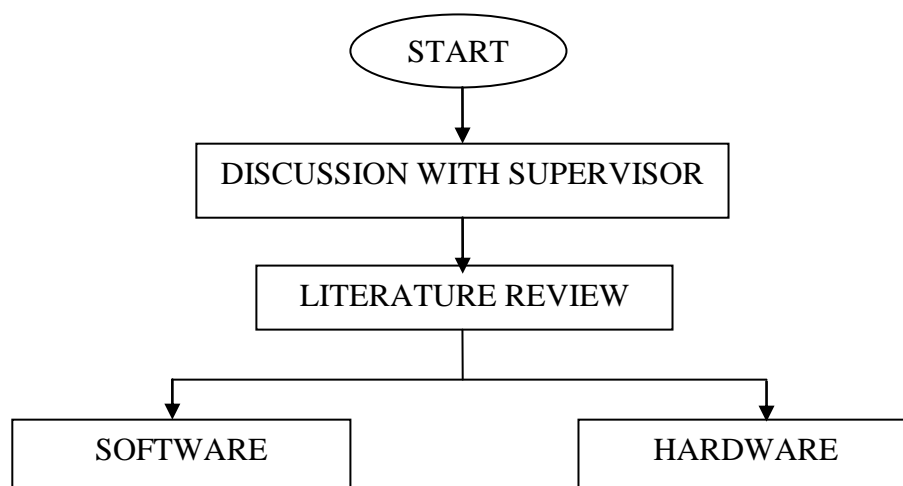 START
DISCUSSION WITH SUPERVISOR
LITERATURE REVIEW
SOFTWARE
HARDWARE